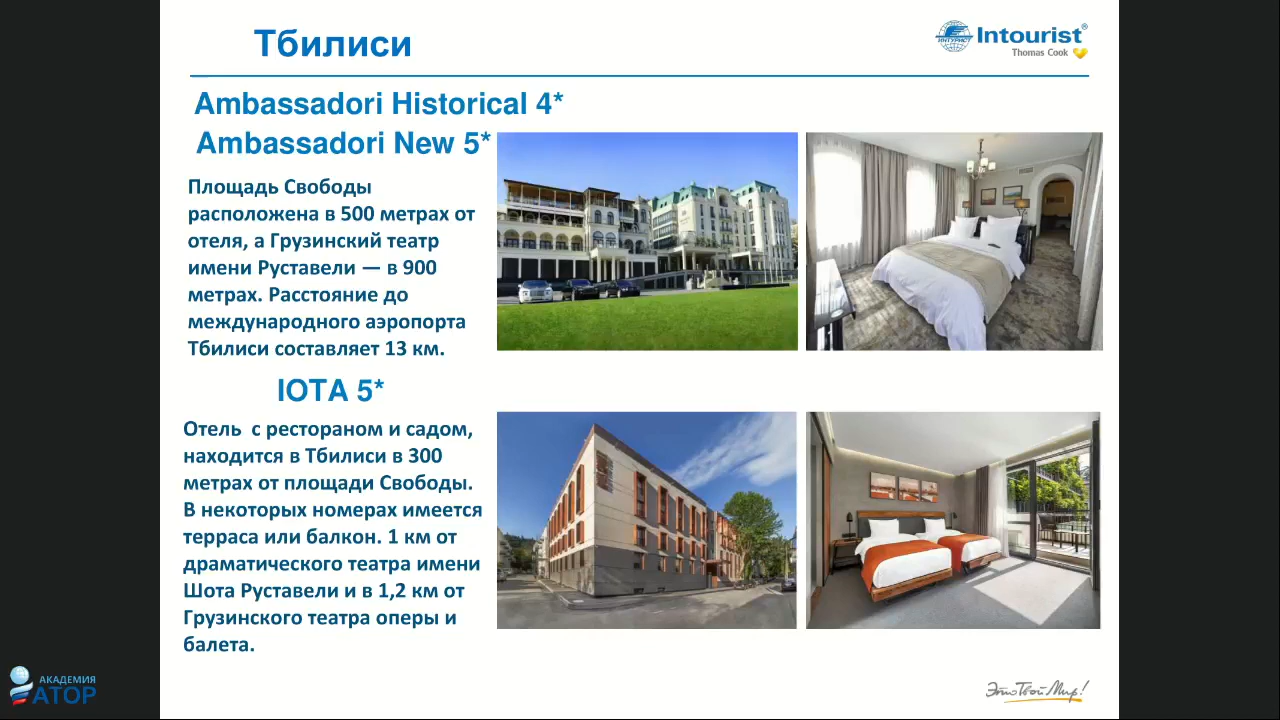 Тбилиси
ИНТУРИСТ
Intourist®
Thomas Cook
Ambassadori Historical 4*
Ambassadori New 5*
Площадь Свободы
расположена в 500 метрах от
отеля, а Грузинский театр
имени Руставели — в 900
метрах. Расстояние до
международного аэропорта
Тбилиси составляет 13 км.
IOTA 5*
Отель  с рестораном и садом,
находится в Тбилиси в 300
метрах от площади Свободы.
В некоторых номерах имеется
терраса или балкон. 1 км от
драматического театра имени
Шота Руставели и в 1,2 км от
Грузинского театра оперы и
балета.
АКАДЕМИЯ
АТОР
Это Твой Мир!